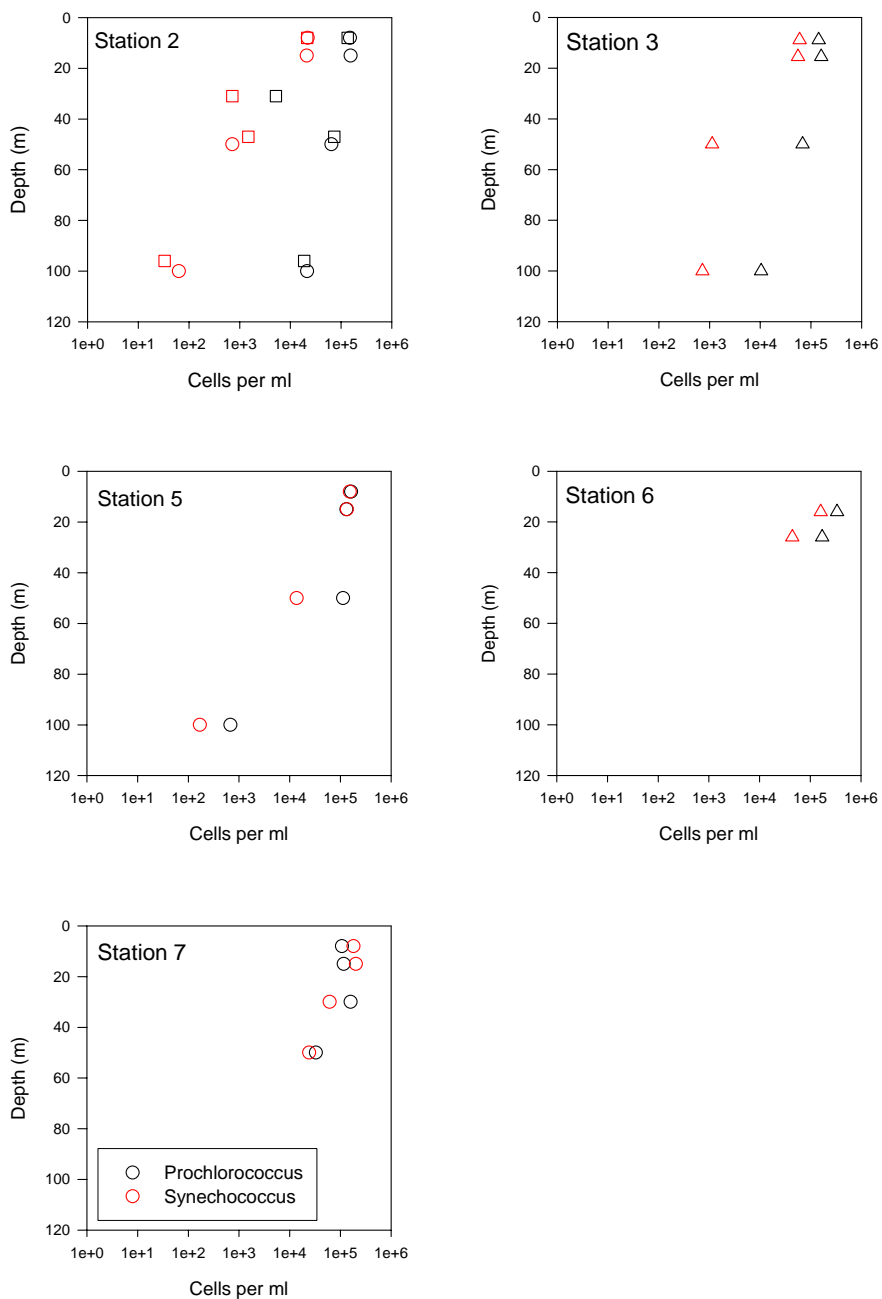 Station 2
Depth (m)
0
20
40
60
80
100
120
1e+0 1e+1 1e+2 1e+3 1e+4 1e+5 1e+6
Cells per ml
Station 3
Depth (m)
0
20
40
60
80
100
120
1e+0 1e+1 1e+2 1e+3 1e+4 1e+5 1e+6
Cells per ml
Station 5
Depth (m)
0
20
40
60
80
100
120
1e+0 1e+1 1e+2 1e+3 1e+4 1e+5 1e+6
Cells per ml
Station 6
Depth (m)
0
20
40
60
80
100
120
1e+0 1e+1 1e+2 1e+3 1e+4 1e+5 1e+6
Cells per ml
Station 7
Depth (m)
0
20
40
60
80
100
120
Prochlorococcus
Synechococcus
1e+0 1e+1 1e+2 1e+3 1e+4 1e+5 1e+6
Cells per ml